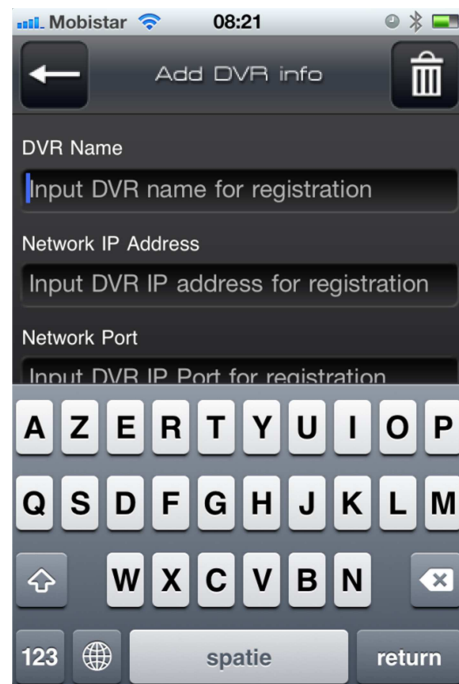 Mobistar 08:21
Add DVR info
DVR Name
Input DVR name for registration
Network IP Address
Input DVR IP address for registration
Network Port
Input DVR IP Port for registration
A Z E R T Y U I O P
Q S D F G H J K L M
W X C V B N
123 spatie return